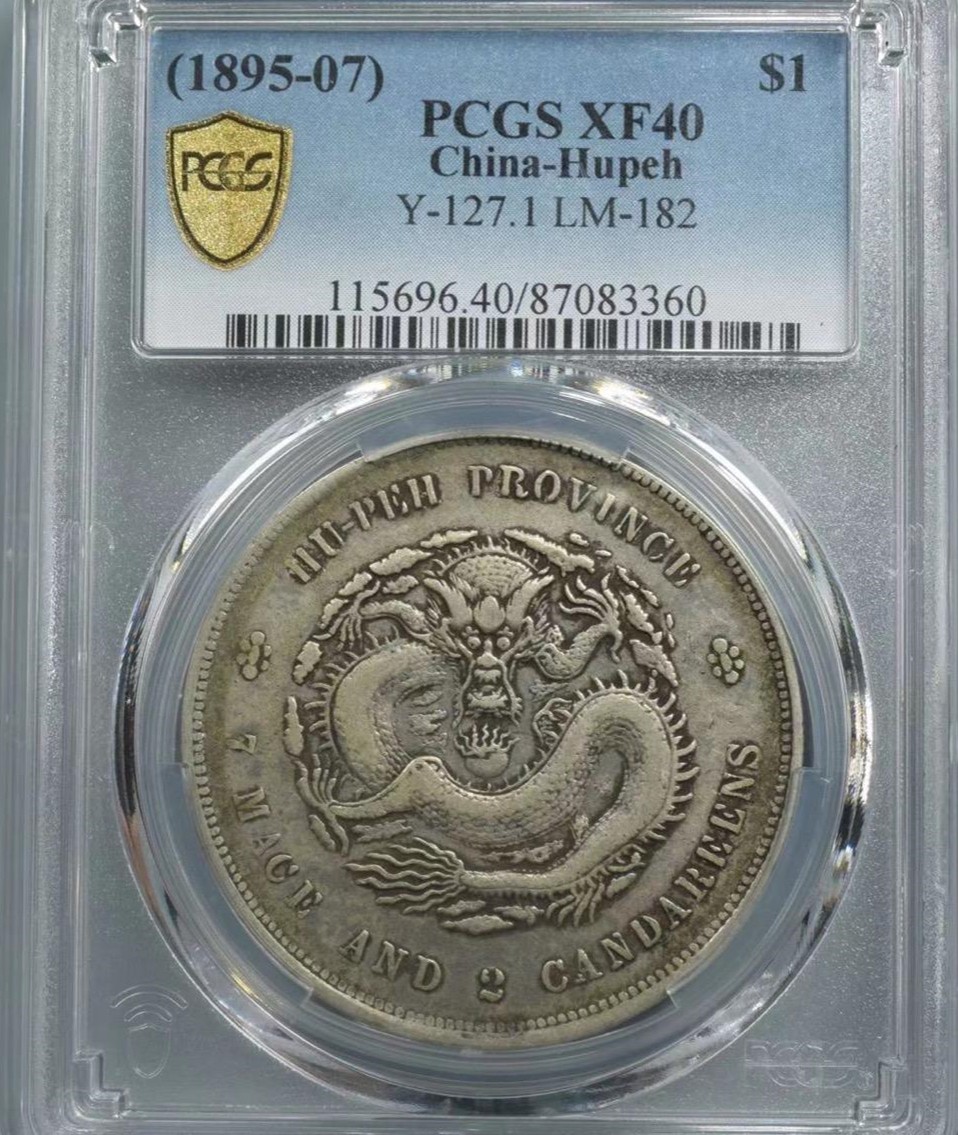 (1895-07) $1
PCGS XF40
China-Hupeh
Y-127.1 LM-182
PCGS
115696.40/87083360
HU-PEH PROVINCE
7 MACE AND 2 CANDAREENS
PCGS